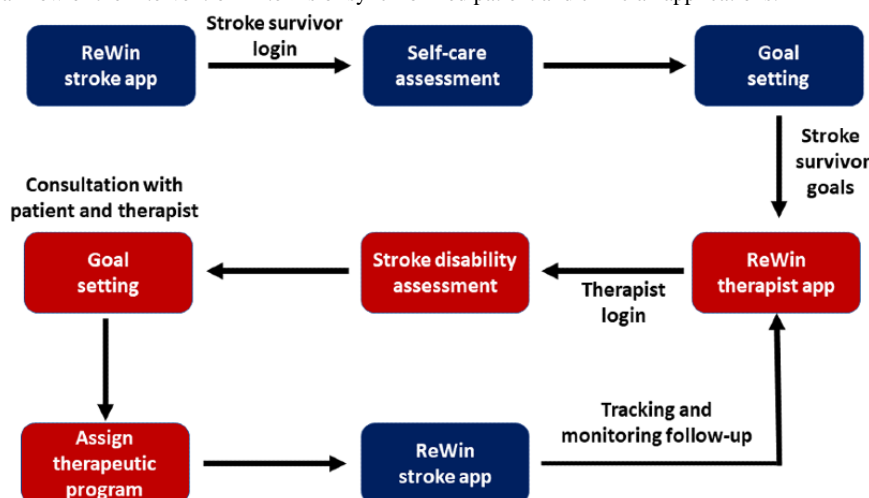 Stroke survivor
login
ReWin
stroke app
Self-care
assessment
Goal
setting
Stroke
survivor
goals
Consultation with
patient and therapist
Goal
setting
Stroke disability
assessment
Therapist
login
ReWin
therapist app
Assign
therapeutic
program
ReWin
stroke app
Tracking and
monitoring follow-up